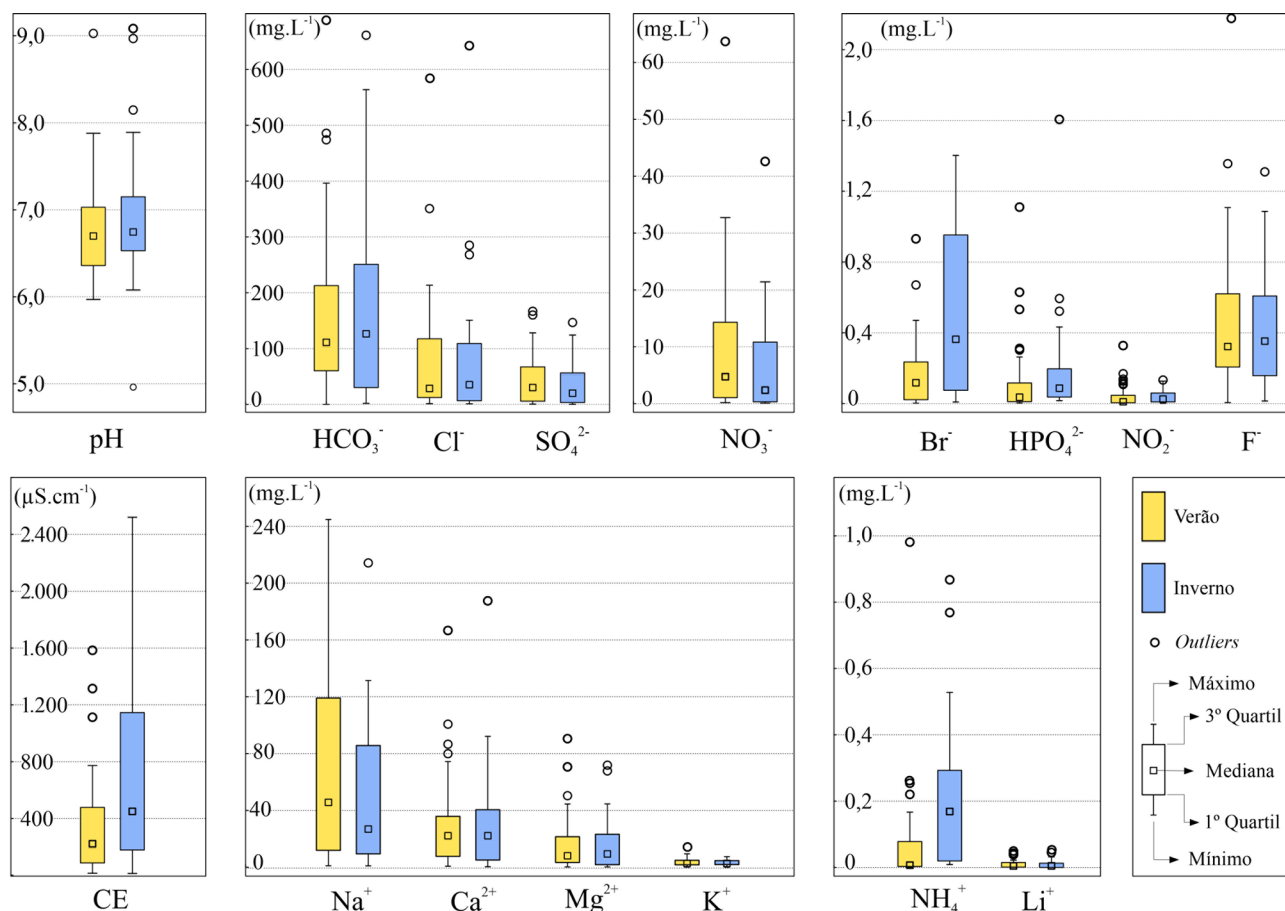 9,0
8,0
7,0
6,0
5,0
pH
(mg.L⁻¹)
600
500
400
300
200
100
0
HCO₃⁻ Cl⁻ SO₄²⁻
(mg.L⁻¹)
60
50
40
30
20
10
0
NO₃⁻
(mg.L⁻¹)
2,0
1,6
1,2
0,8
0,4
0
Br⁻ HPO₄²⁻ NO₂⁻ F⁻
(µS.cm⁻¹)
2.400
2.000
1.600
1.200
800
400
CE
(mg.L⁻¹)
240
200
160
120
80
40
0
Na⁺ Ca²⁺ Mg²⁺ K⁺
(mg.L⁻¹)
1,0
0,8
0,6
0,4
0,2
0
NH₄⁺ Li⁺
Verão
Inverno
Outliers
Máximo
3º Quartil
Mediana
1º Quartil
Mínimo